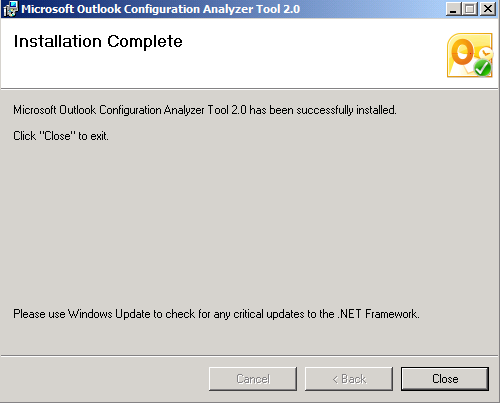 Microsoft Outlook Configuration Analyzer Tool 2.0
Installation Complete
Microsoft Outlook Configuration Analyzer Tool 2.0 has been successfully installed.
Click "Close" to exit.
Please use Windows Update to check for any critical updates to the .NET Framework.
Cancel
< Back
Close